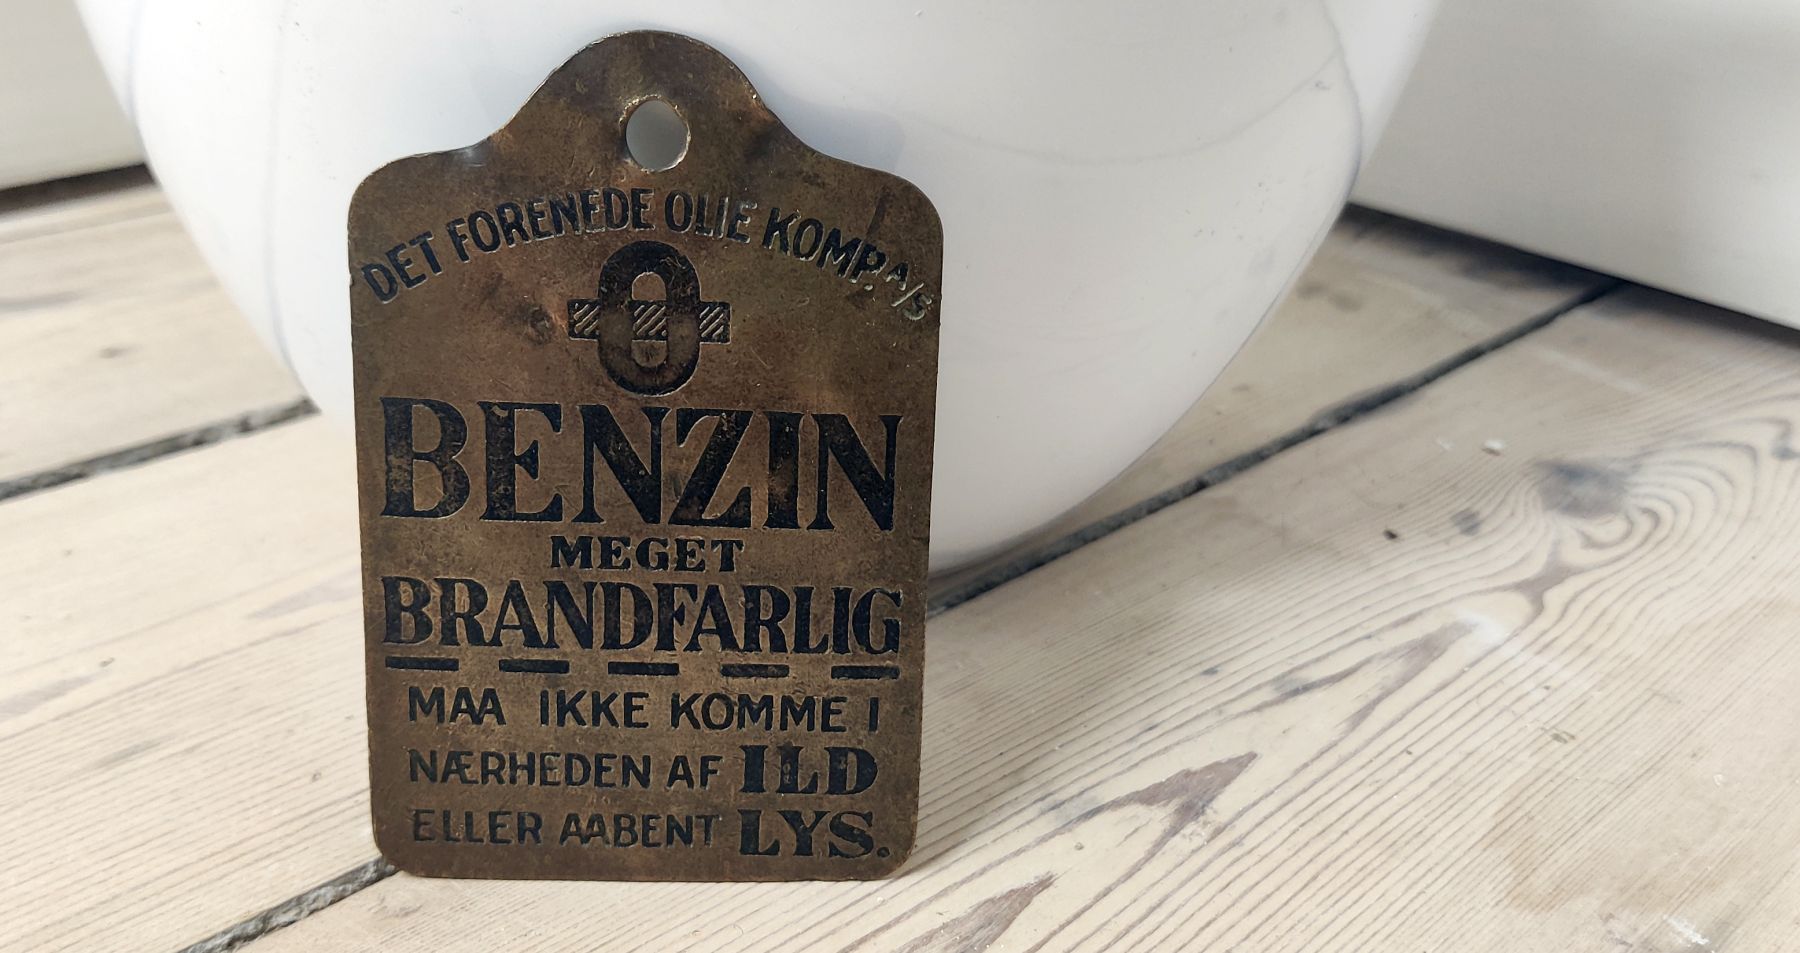 DET FORENEDE OLIE KOMP. A/S
BENZIN
MEGET
BRANDFARLIG
MAA IKKE KOMME I
NÆRHEDEN AF ILD
ELLER AABENT LYS.